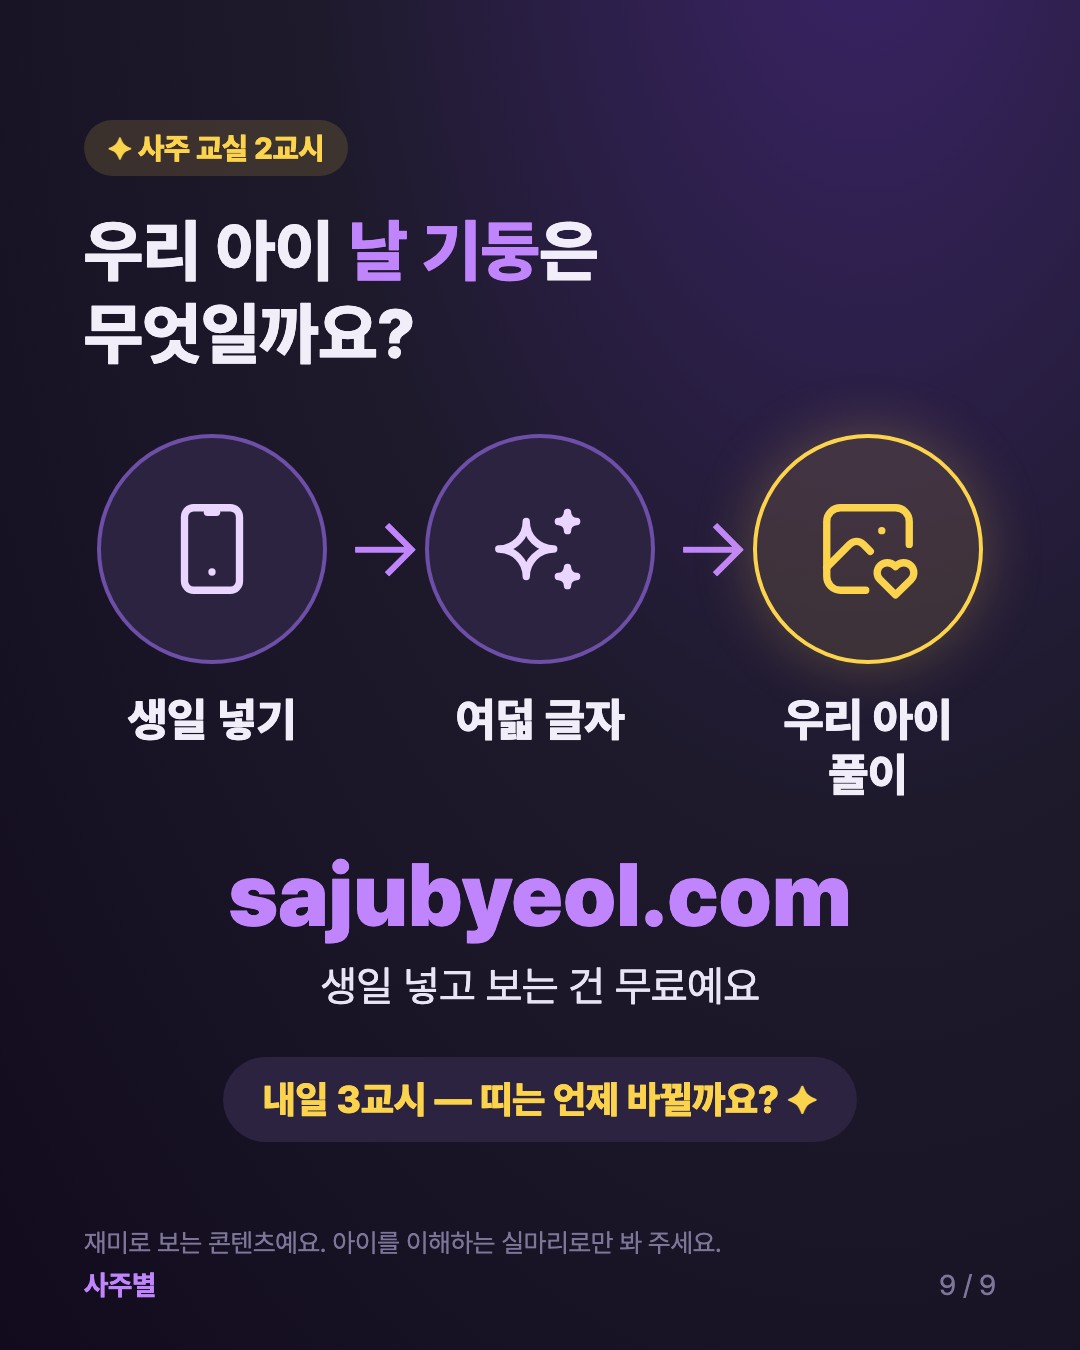 ✦ 사주 교실 2교시
우리 아이 날 기둥은
무엇일까요?
생일 넣기
여덟 글자
우리 아이
풀이
sajubyeol.com
생일 넣고 보는 건 무료예요
내일 3교시 — 띠는 언제 바뀔까요? ✦
재미로 보는 콘텐츠예요. 아이를 이해하는 실마리로만 봐 주세요.
사주별
9 / 9